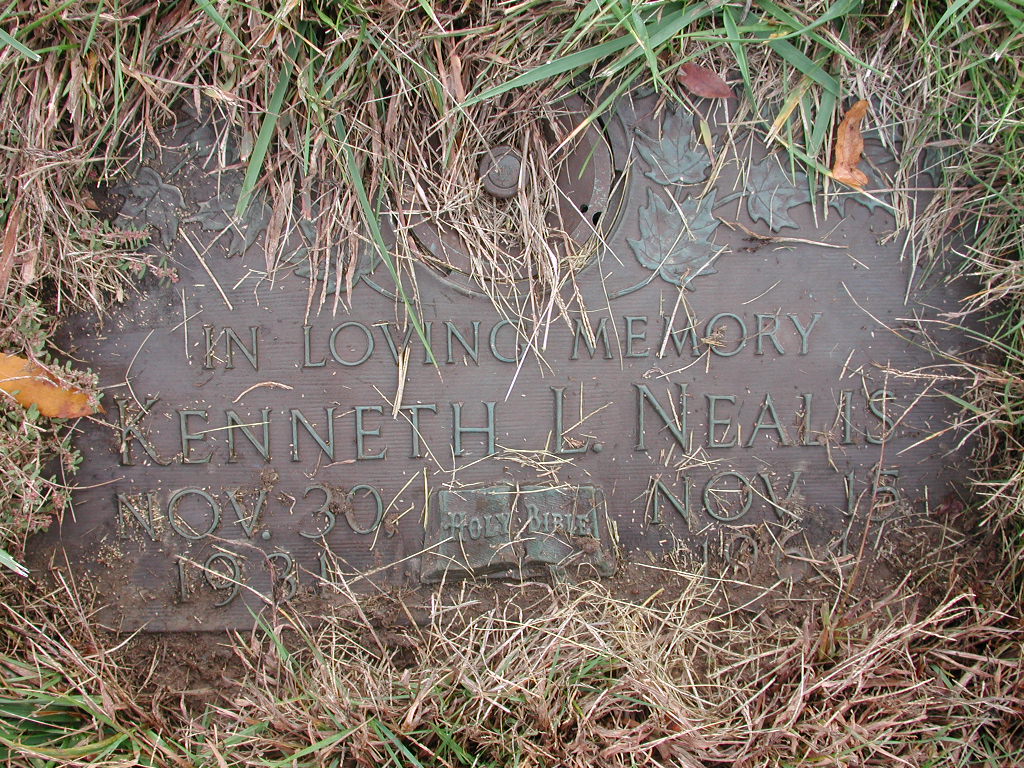 IN LOVING MEMORY
KENNETH L. NEALIS
NOV. 30, NOV. 15
HOLY BIBLE
1931